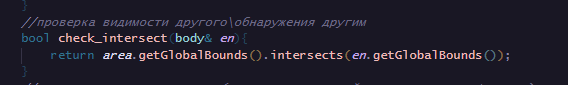 }
//проверка видимости другого\обнаружения другим
bool check_intersect(body& en){
return area.getGlobalBounds().intersects(en.getGlobalBounds());
}